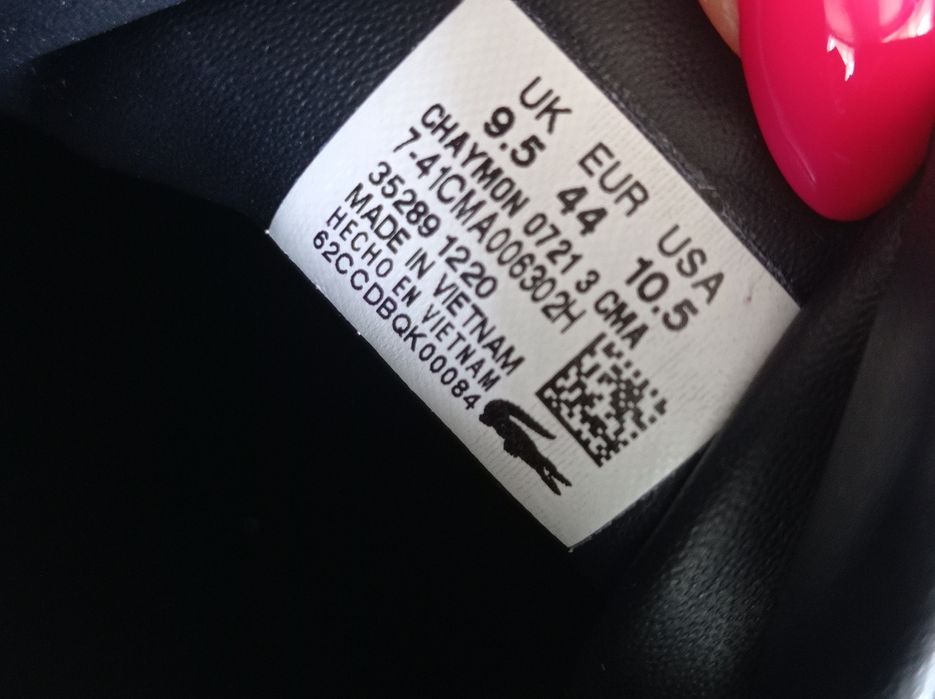 UK EUR USA
9.5 44 10.5
CHAYMON 0721 3 CMA
7-41CMA006302H
35289 1220
MADE IN VIETNAM
HECHO EN VIETNAM
62CCDBQK00084